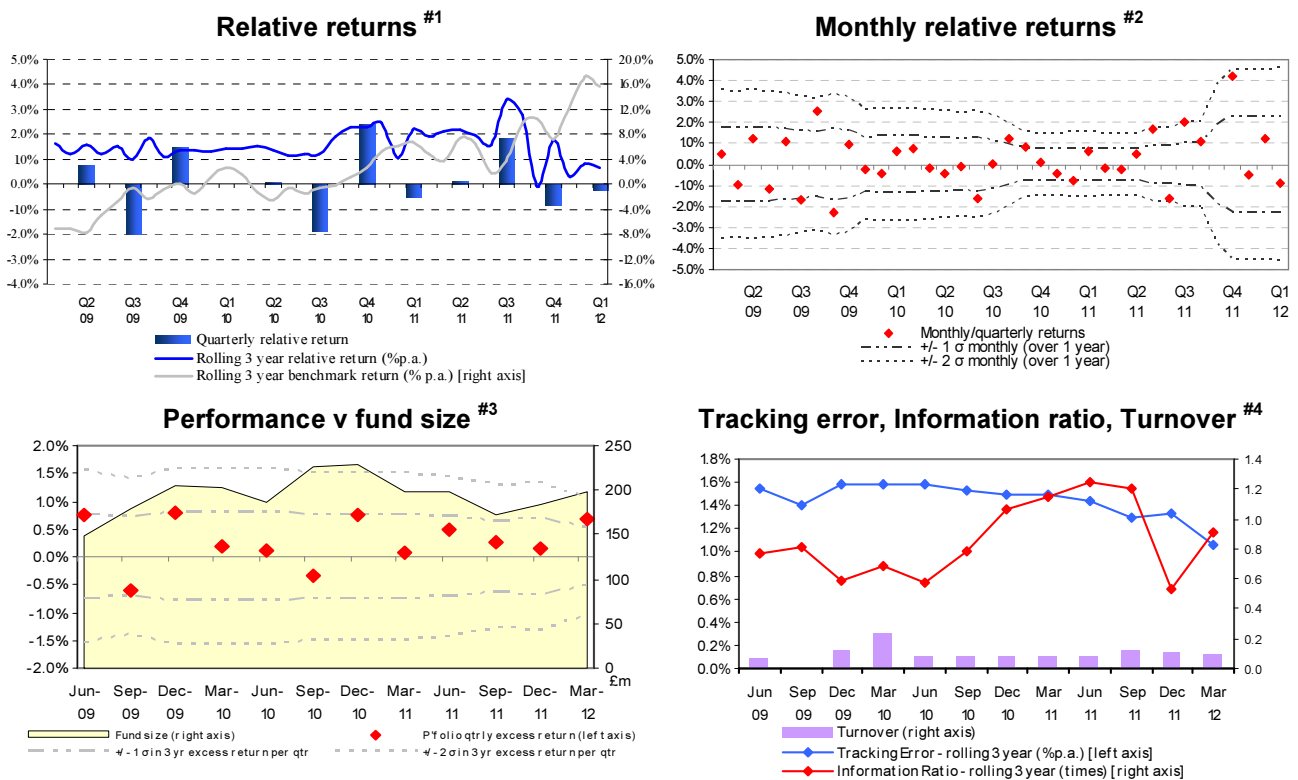 Relative returns #1
5.0%
4.0%
3.0%
2.0%
1.0%
0.0%
-1.0%
-2.0%
-3.0%
-4.0%
20.0%
16.0%
12.0%
8.0%
4.0%
0.0%
-4.0%
-8.0%
-12.0%
-16.0%
Q2 09
Q3 09
Q4 09
Q1 10
Q2 10
Q3 10
Q4 10
Q1 11
Q2 11
Q3 11
Q4 11
Q1 12
Quarterly relative return
Rolling 3 year relative return (%p.a.)
Rolling 3 year benchmark return (% p.a.) [right axis]
Monthly relative returns #2
5.0%
4.0%
3.0%
2.0%
1.0%
0.0%
-1.0%
-2.0%
-3.0%
-4.0%
-5.0%
Q2 09
Q3 09
Q4 09
Q1 10
Q2 10
Q3 10
Q4 10
Q1 11
Q2 11
Q3 11
Q4 11
Q1 12
Monthly/quarterly returns
+/- 1 σ monthly (over 1 year)
+/- 2 σ monthly (over 1 year)
Performance v fund size #3
2.0%
1.5%
1.0%
0.5%
0.0%
-0.5%
-1.0%
-1.5%
-2.0%
250
200
150
100
50
0
£m
Jun-09
Sep-09
Dec-09
Mar-10
Jun-10
Sep-10
Dec-10
Mar-11
Jun-11
Sep-11
Dec-11
Mar-12
Fund size (right axis)
P'folio qtrly excess return (left axis)
+/- 1 σ in 3 yr excess return per qtr
+/- 2 σ in 3 yr excess return per qtr
Tracking error, Information ratio, Turnover #4
1.8%
1.6%
1.4%
1.2%
1.0%
0.8%
0.6%
0.4%
0.2%
0.0%
1.4
1.2
1.0
0.8
0.6
0.4
0.2
0.0
Jun 09
Sep 09
Dec 09
Mar 10
Jun 10
Sep 10
Dec 10
Mar 11
Jun 11
Sep 11
Dec 11
Mar 12
Turnover (right axis)
Tracking Error - rolling 3 year (%p.a.) [left axis]
Information Ratio - rolling 3 year (times) [right axis]